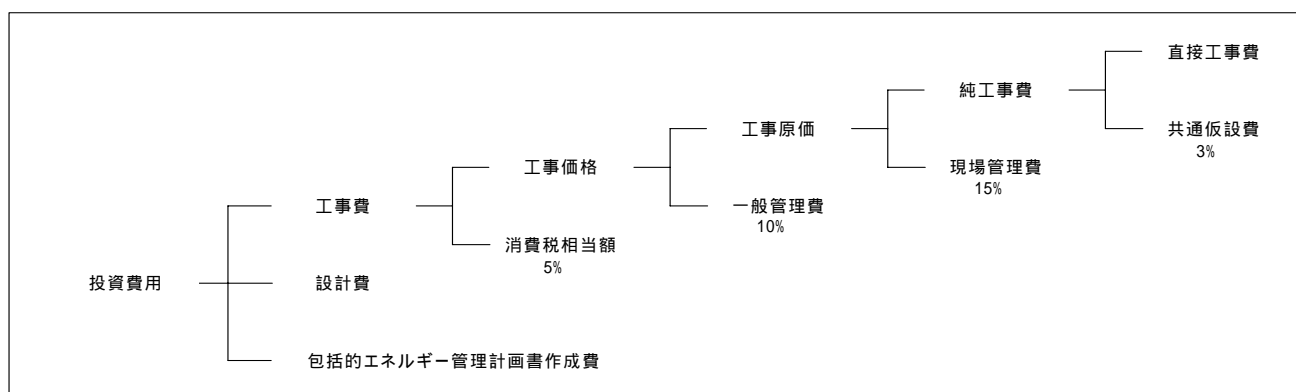 直接工事費
純工事費
工事原価
共通仮設費
3%
工事価格
現場管理費
15%
工事費
一般管理費
10%
消費税相当額
5%
投資費用
設計費
包括的エネルギー管理計画書作成費